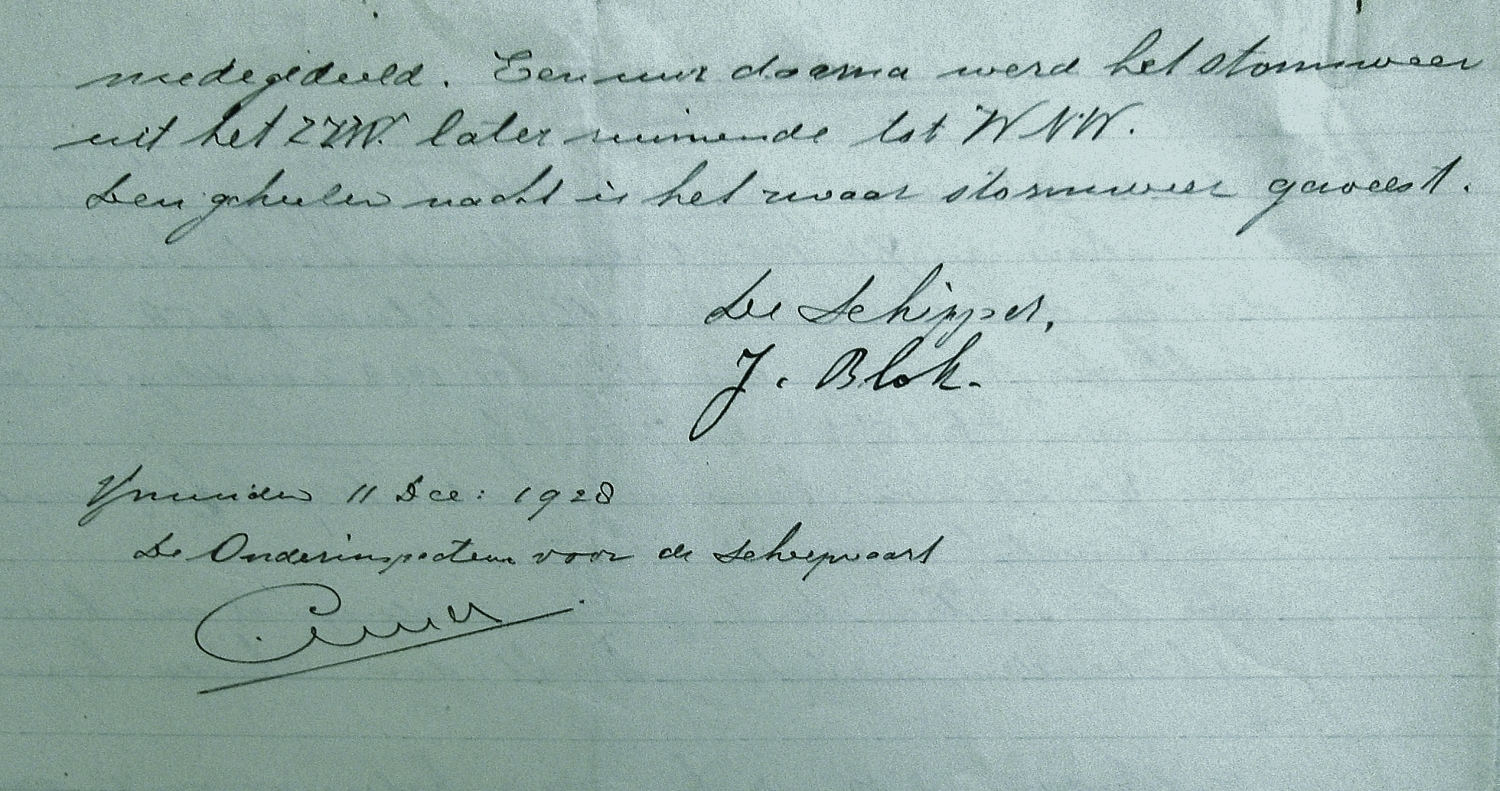 medegedeeld. Een uur daarna werd het stormweer
uit het ZZW. later ruimende tot WNW.
Den geheelen nacht is het zwaar stormweer geweest.
De Schipper,
J. Blok.
IJmuiden 11 Dec: 1928
De Onderinspecteur voor de Scheepvaart